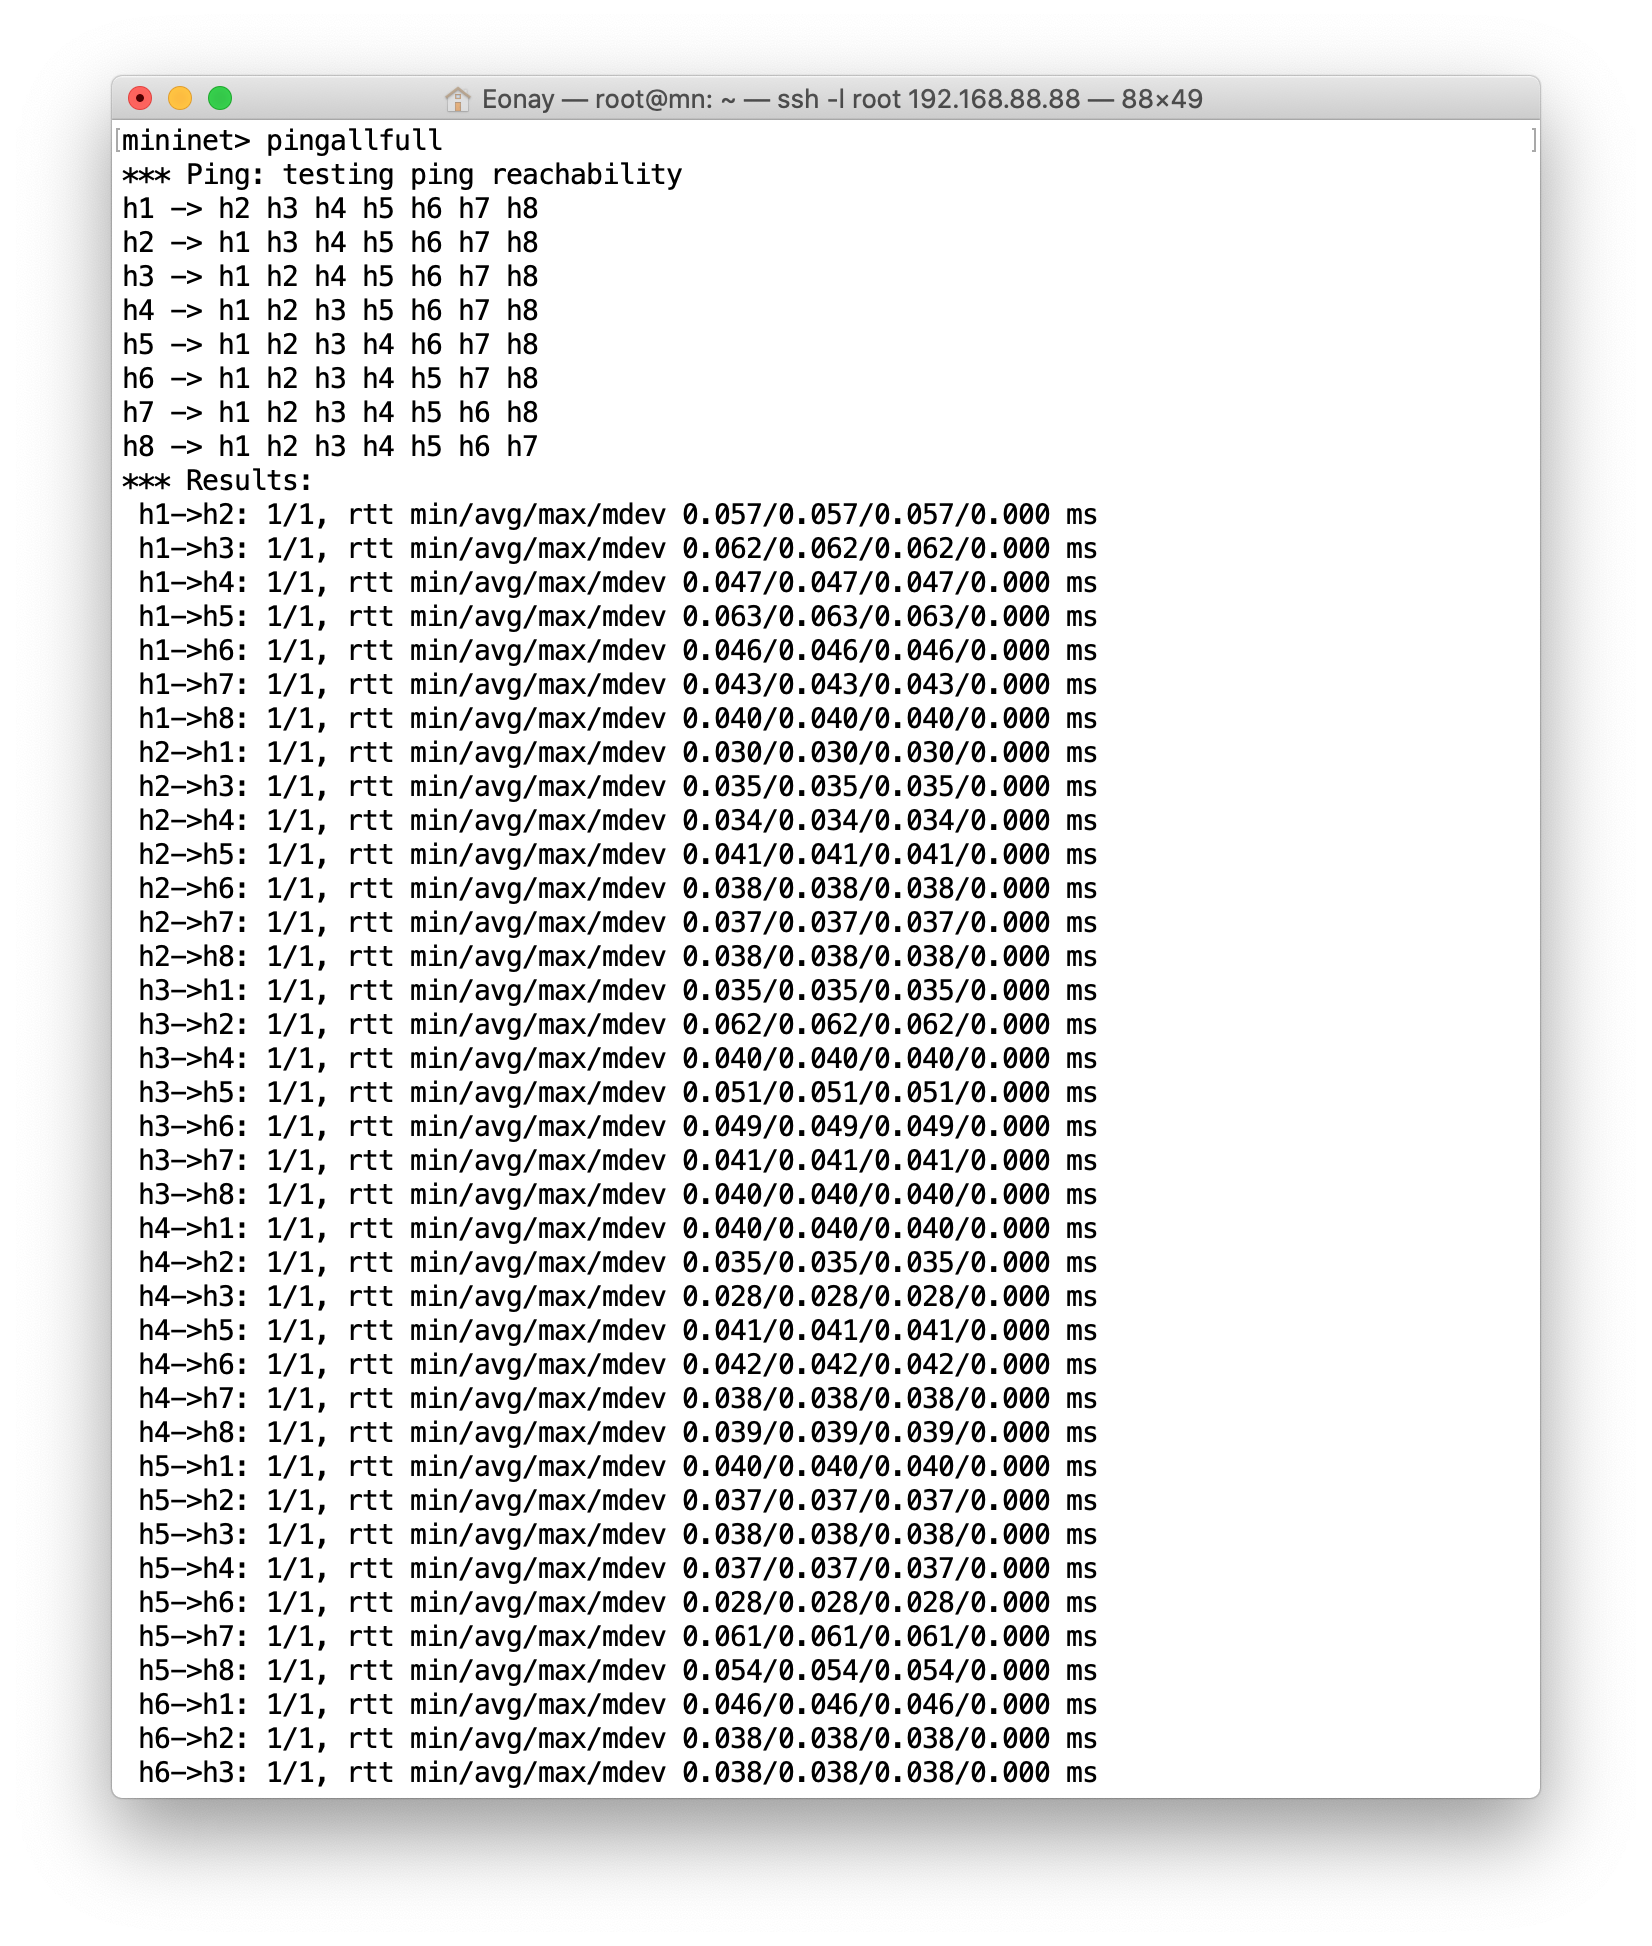 Eonay — root@mn: ~ — ssh -l root 192.168.88.88 — 88×49
[mininet> pingallfull ]
*** Ping: testing ping reachability
h1 -> h2 h3 h4 h5 h6 h7 h8
h2 -> h1 h3 h4 h5 h6 h7 h8
h3 -> h1 h2 h4 h5 h6 h7 h8
h4 -> h1 h2 h3 h5 h6 h7 h8
h5 -> h1 h2 h3 h4 h6 h7 h8
h6 -> h1 h2 h3 h4 h5 h7 h8
h7 -> h1 h2 h3 h4 h5 h6 h8
h8 -> h1 h2 h3 h4 h5 h6 h7
*** Results:
h1->h2: 1/1, rtt min/avg/max/mdev 0.057/0.057/0.057/0.000 ms
h1->h3: 1/1, rtt min/avg/max/mdev 0.062/0.062/0.062/0.000 ms
h1->h4: 1/1, rtt min/avg/max/mdev 0.047/0.047/0.047/0.000 ms
h1->h5: 1/1, rtt min/avg/max/mdev 0.063/0.063/0.063/0.000 ms
h1->h6: 1/1, rtt min/avg/max/mdev 0.046/0.046/0.046/0.000 ms
h1->h7: 1/1, rtt min/avg/max/mdev 0.043/0.043/0.043/0.000 ms
h1->h8: 1/1, rtt min/avg/max/mdev 0.040/0.040/0.040/0.000 ms
h2->h1: 1/1, rtt min/avg/max/mdev 0.030/0.030/0.030/0.000 ms
h2->h3: 1/1, rtt min/avg/max/mdev 0.035/0.035/0.035/0.000 ms
h2->h4: 1/1, rtt min/avg/max/mdev 0.034/0.034/0.034/0.000 ms
h2->h5: 1/1, rtt min/avg/max/mdev 0.041/0.041/0.041/0.000 ms
h2->h6: 1/1, rtt min/avg/max/mdev 0.038/0.038/0.038/0.000 ms
h2->h7: 1/1, rtt min/avg/max/mdev 0.037/0.037/0.037/0.000 ms
h2->h8: 1/1, rtt min/avg/max/mdev 0.038/0.038/0.038/0.000 ms
h3->h1: 1/1, rtt min/avg/max/mdev 0.035/0.035/0.035/0.000 ms
h3->h2: 1/1, rtt min/avg/max/mdev 0.062/0.062/0.062/0.000 ms
h3->h4: 1/1, rtt min/avg/max/mdev 0.040/0.040/0.040/0.000 ms
h3->h5: 1/1, rtt min/avg/max/mdev 0.051/0.051/0.051/0.000 ms
h3->h6: 1/1, rtt min/avg/max/mdev 0.049/0.049/0.049/0.000 ms
h3->h7: 1/1, rtt min/avg/max/mdev 0.041/0.041/0.041/0.000 ms
h3->h8: 1/1, rtt min/avg/max/mdev 0.040/0.040/0.040/0.000 ms
h4->h1: 1/1, rtt min/avg/max/mdev 0.040/0.040/0.040/0.000 ms
h4->h2: 1/1, rtt min/avg/max/mdev 0.035/0.035/0.035/0.000 ms
h4->h3: 1/1, rtt min/avg/max/mdev 0.028/0.028/0.028/0.000 ms
h4->h5: 1/1, rtt min/avg/max/mdev 0.041/0.041/0.041/0.000 ms
h4->h6: 1/1, rtt min/avg/max/mdev 0.042/0.042/0.042/0.000 ms
h4->h7: 1/1, rtt min/avg/max/mdev 0.038/0.038/0.038/0.000 ms
h4->h8: 1/1, rtt min/avg/max/mdev 0.039/0.039/0.039/0.000 ms
h5->h1: 1/1, rtt min/avg/max/mdev 0.040/0.040/0.040/0.000 ms
h5->h2: 1/1, rtt min/avg/max/mdev 0.037/0.037/0.037/0.000 ms
h5->h3: 1/1, rtt min/avg/max/mdev 0.038/0.038/0.038/0.000 ms
h5->h4: 1/1, rtt min/avg/max/mdev 0.037/0.037/0.037/0.000 ms
h5->h6: 1/1, rtt min/avg/max/mdev 0.028/0.028/0.028/0.000 ms
h5->h7: 1/1, rtt min/avg/max/mdev 0.061/0.061/0.061/0.000 ms
h5->h8: 1/1, rtt min/avg/max/mdev 0.054/0.054/0.054/0.000 ms
h6->h1: 1/1, rtt min/avg/max/mdev 0.046/0.046/0.046/0.000 ms
h6->h2: 1/1, rtt min/avg/max/mdev 0.038/0.038/0.038/0.000 ms
h6->h3: 1/1, rtt min/avg/max/mdev 0.038/0.038/0.038/0.000 ms